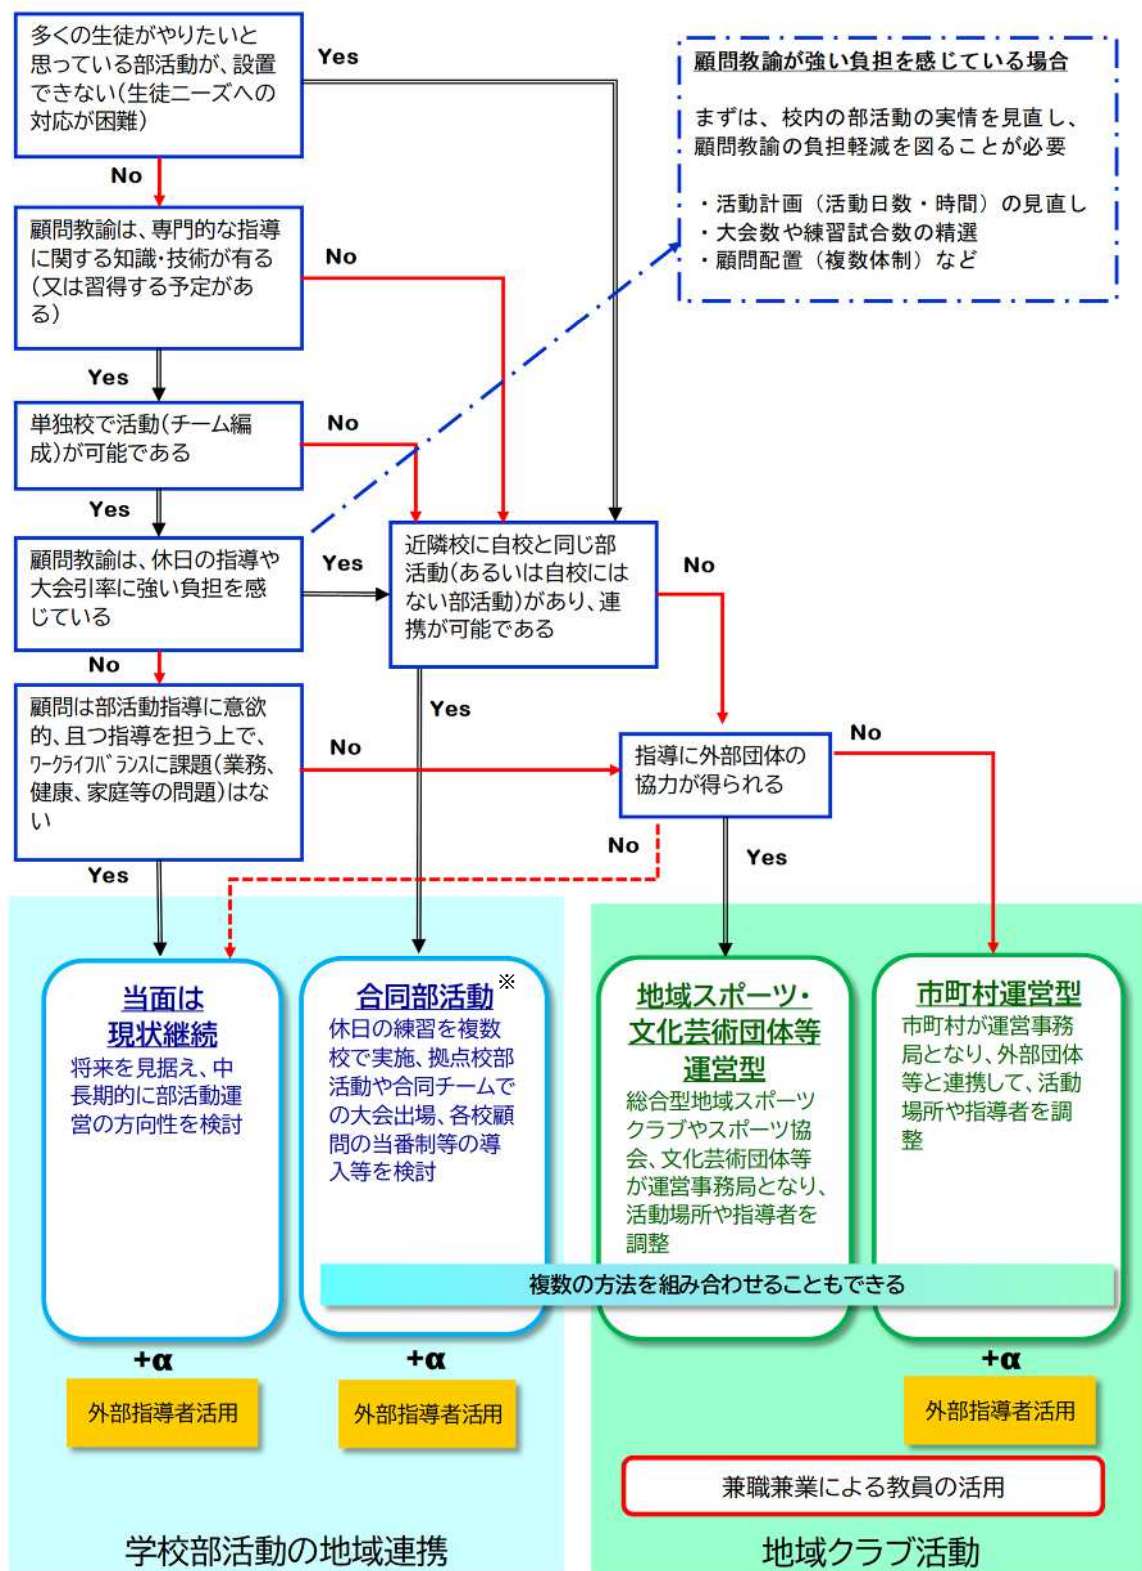 多くの生徒がやりたいと
思っている部活動が、設置
できない(生徒ニーズへの
対応が困難)
Yes
No
顧問教諭が強い負担を感じている場合
まずは、校内の部活動の実情を見直し、
顧問教諭の負担軽減を図ることが必要
・活動計画（活動日数・時間）の見直し
・大会数や練習試合数の精選
・顧問配置（複数体制）など
顧問教諭は、専門的な指導
に関する知識・技術が有る
(又は習得する予定があ
る)
No
Yes
単独校で活動(チーム編
成)が可能である
No
Yes
顧問教諭は、休日の指導や
大会引率に強い負担を感
じている
Yes
No
近隣校に自校と同じ部
活動(あるいは自校には
ない部活動)があり、連
携が可能である
No
Yes
顧問は部活動指導に意欲
的、且つ指導を担う上で、
ﾜｰｸﾗｲﾌﾊﾞﾗﾝｽに課題(業務、
健康、家庭等の問題)はな
い
No
Yes
指導に外部団体の
協力が得られる
No
No
Yes
当面は
現状継続
将来を見据え、中
長期的に部活動運
営の方向性を検討
合同部活動※
休日の練習を複数
校で実施、拠点校部
活動や合同チームで
の大会出場、各校顧
問の当番制等の導
入等を検討
地域スポーツ・
文化芸術団体等
運営型
総合型地域スポーツ
クラブやスポーツ協
会、文化芸術団体等
が運営事務局となり、
活動場所や指導者を
調整
市町村運営型
市町村が運営事務
局となり、外部団体
等と連携して、活動
場所や指導者を調
整
複数の方法を組み合わせることもできる
+α
外部指導者活用
+α
外部指導者活用
+α
外部指導者活用
兼職兼業による教員の活用
学校部活動の地域連携
地域クラブ活動